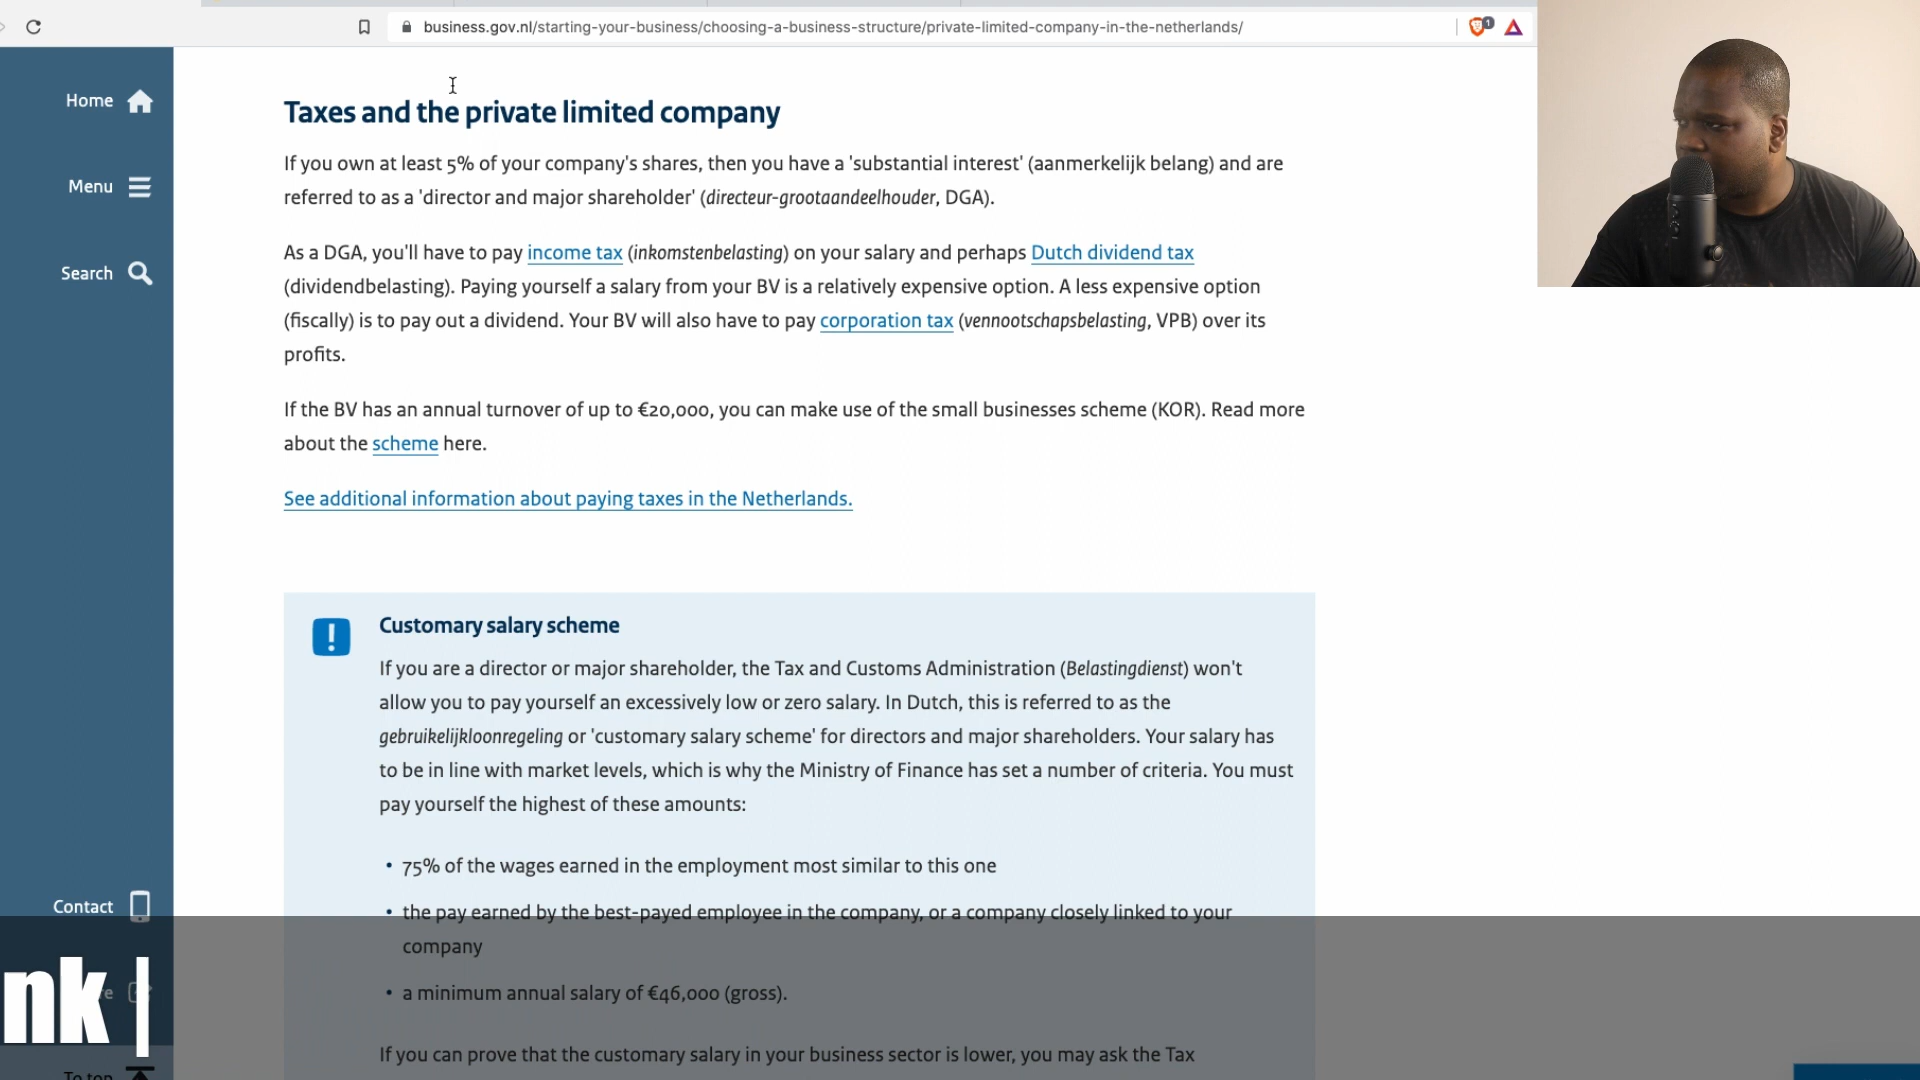 business.gov.nl/starting-your-business/choosing-a-business-structure/private-limited-company-in-the-netherlands/
1
Home
Menu
Search
Taxes and the private limited company
If you own at least 5% of your company's shares, then you have a 'substantial interest' (aanmerkelijk belang) and are
referred to as a 'director and major shareholder' (directeur-grootaandeelhouder, DGA).
As a DGA, you'll have to pay income tax (inkomstenbelasting) on your salary and perhaps Dutch dividend tax
(dividendbelasting). Paying yourself a salary from your BV is a relatively expensive option. A less expensive option
(fiscally) is to pay out a dividend. Your BV will also have to pay corporation tax (vennootschapsbelasting, VPB) over its
profits.
If the BV has an annual turnover of up to €20,000, you can make use of the small businesses scheme (KOR). Read more
about the scheme here.
See additional information about paying taxes in the Netherlands.
Customary salary scheme
If you are a director or major shareholder, the Tax and Customs Administration (Belastingdienst) won't
allow you to pay yourself an excessively low or zero salary. In Dutch, this is referred to as the
gebruikelijkloonregeling or 'customary salary scheme' for directors and major shareholders. Your salary has
to be in line with market levels, which is why the Ministry of Finance has set a number of criteria. You must
pay yourself the highest of these amounts:
• 75% of the wages earned in the employment most similar to this one
• the pay earned by the best-payed employee in the company, or a company closely linked to your
company
• a minimum annual salary of €46,000 (gross).
If you can prove that the customary salary in your business sector is lower, you may ask the Tax
Contact
nk |
To top